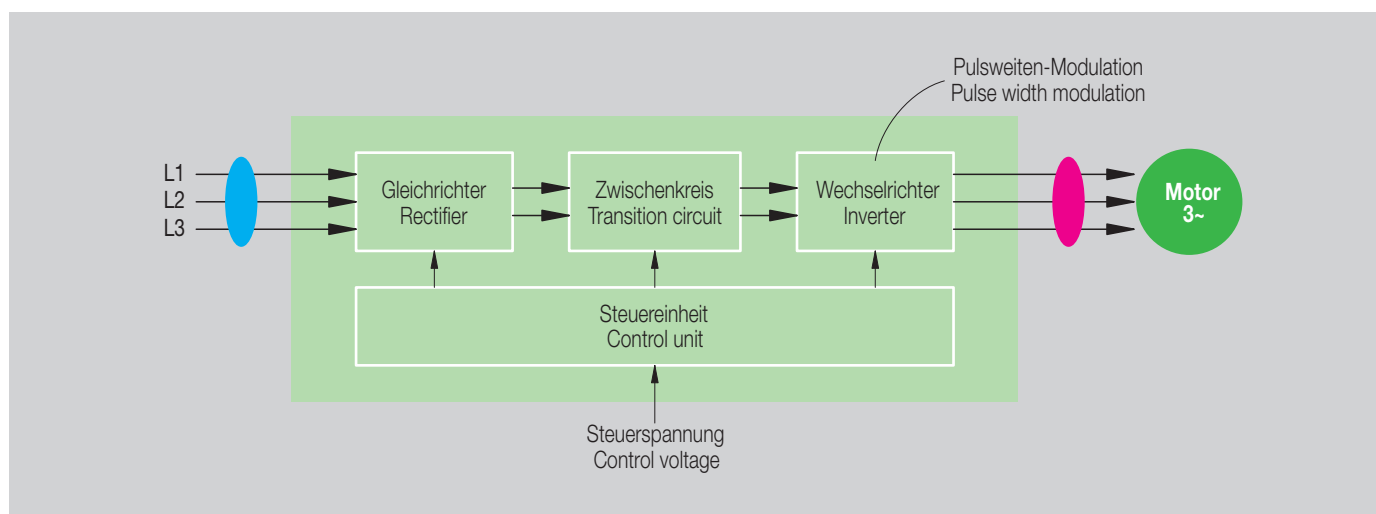 Pulsweiten-Modulation
Pulse width modulation
L1
L2
L3
Gleichrichter
Rectifier
Zwischenkreis
Transition circuit
Wechselrichter
Inverter
Motor
3~
Steuereinheit
Control unit
Steuerspannung
Control voltage